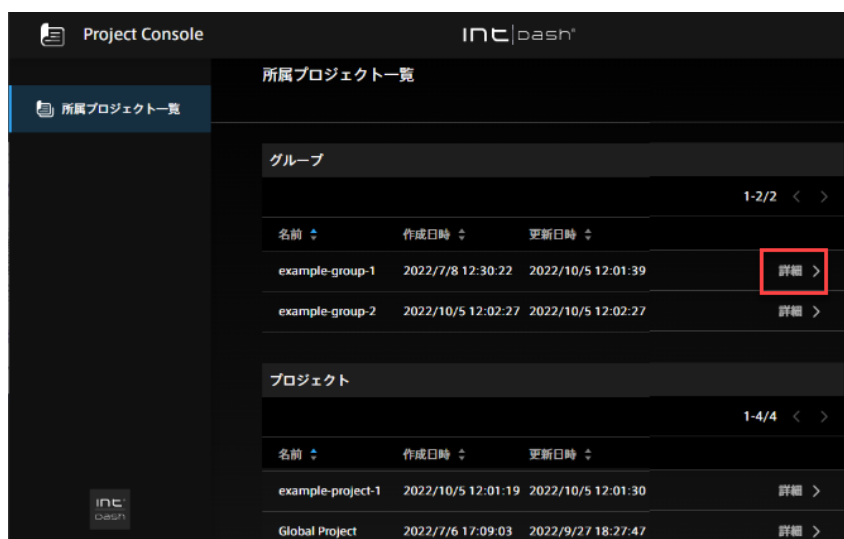 Project Console
int|dash
所属プロジェクト一覧
所属プロジェクト一覧
グループ
1-2/2
名前 作成日時 更新日時
example-group-1 2022/7/8 12:30:22 2022/10/5 12:01:39 詳細
example-group-2 2022/10/5 12:02:27 2022/10/5 12:02:27 詳細
プロジェクト
1-4/4
名前 作成日時 更新日時
example-project-1 2022/10/5 12:01:19 2022/10/5 12:01:30 詳細
Global Project 2022/7/6 17:09:03 2022/9/27 18:27:47 詳細
int
dash